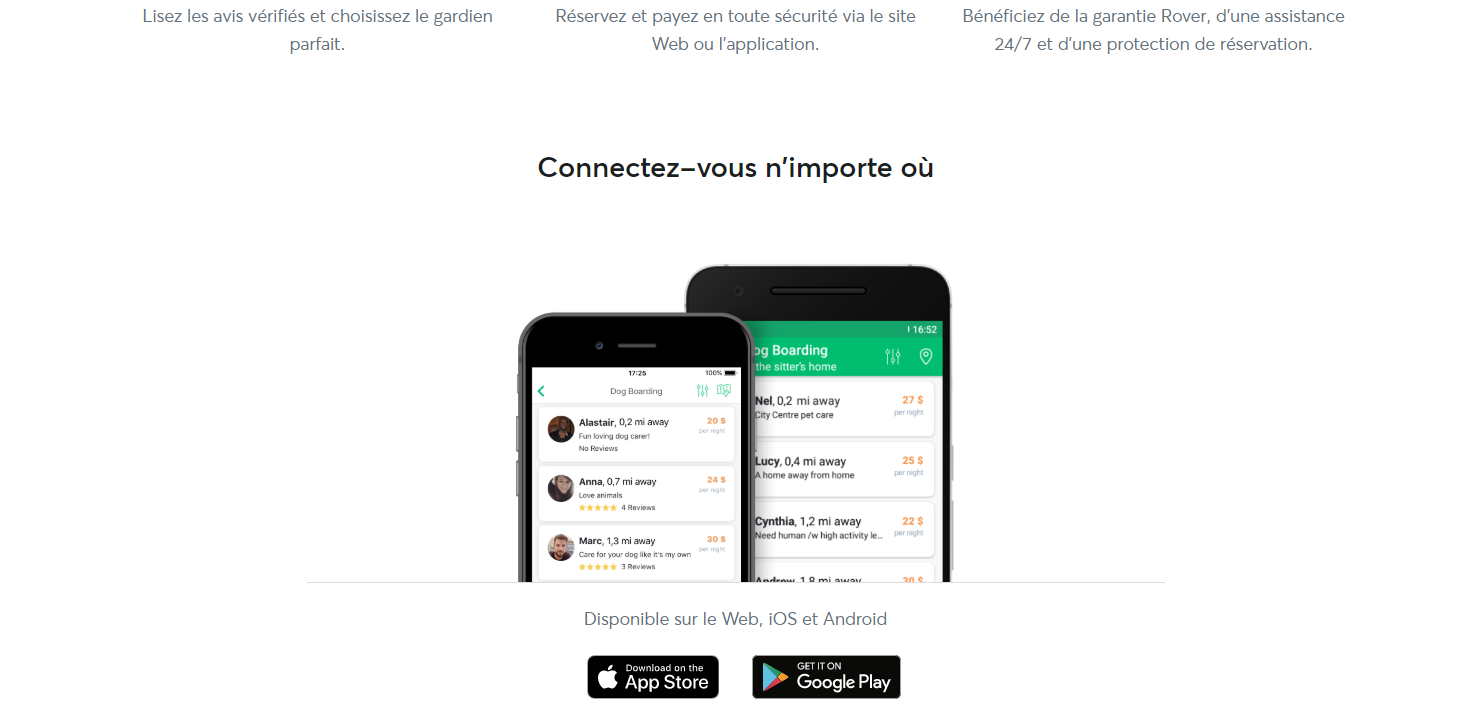 Lisez les avis vérifiés et choisissez le gardien
parfait.
Réservez et payez en toute sécurité via le site
Web ou l'application.
Bénéficiez de la garantie Rover, d'une assistance
24/7 et d'une protection de réservation.
Connectez-vous n'importe où
17:25
100%
Dog Boarding
Alastair, 0,2 mi away
20 $
per night
Fun loving dog carer!
No Reviews
Anna, 0,7 mi away
24 $
per night
Love animals
4 Reviews
Marc, 1,3 mi away
30 $
per night
Care for your dog like it's my own
3 Reviews
16:52
og Boarding
the sitter's home
Nel, 0,2 mi away
27 $
per night
City Centre pet care
Lucy, 0,4 mi away
25 $
per night
A home away from home
Cynthia, 1,2 mi away
22 $
per night
Need human /w high activity le...
Andrew, 1,8 mi away
30 $
Disponible sur le Web, iOS et Android
Download on the
App Store
GET IT ON
Google Play